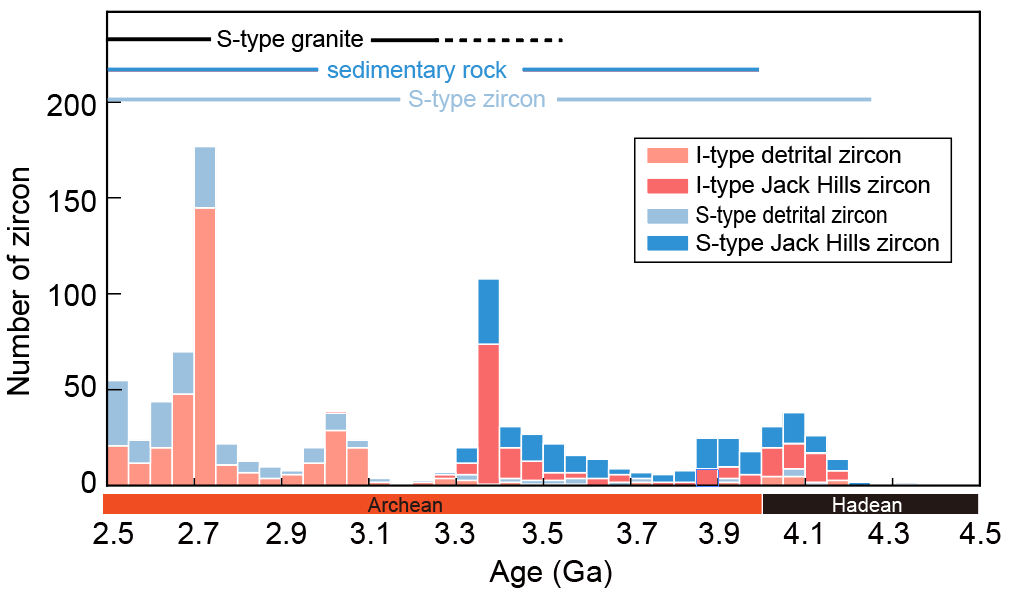 S-type granite
sedimentary rock
S-type zircon
200
150
100
50
0
Number of zircon
I-type detrital zircon
I-type Jack Hills zircon
S-type detrital zircon
S-type Jack Hills zircon
Archean
Hadean
2.5 2.7 2.9 3.1 3.3 3.5 3.7 3.9 4.1 4.3 4.5
Age (Ga)